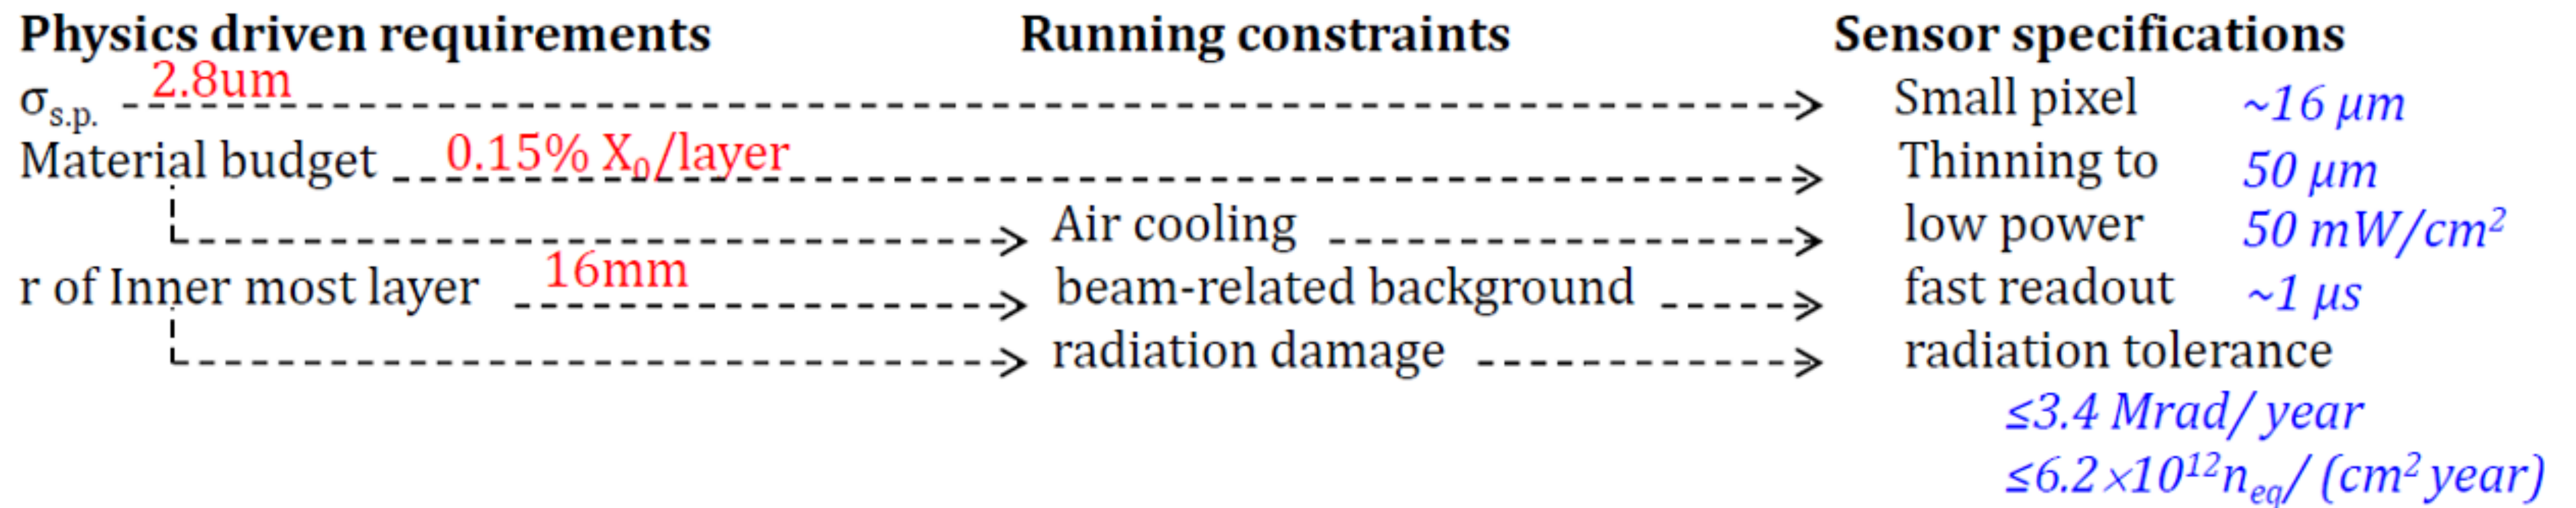 Physics driven requirements Running constraints Sensor specifications
σs.p. 2.8um Small pixel ~16 μm
Material budget 0.15% X₀/layer Thinning to 50 μm
Air cooling low power 50 mW/cm²
r of Inner most layer 16mm beam-related background fast readout ~1 μs
radiation damage radiation tolerance
≤3.4 Mrad/ year
≤6.2×10¹²neq/ (cm² year)